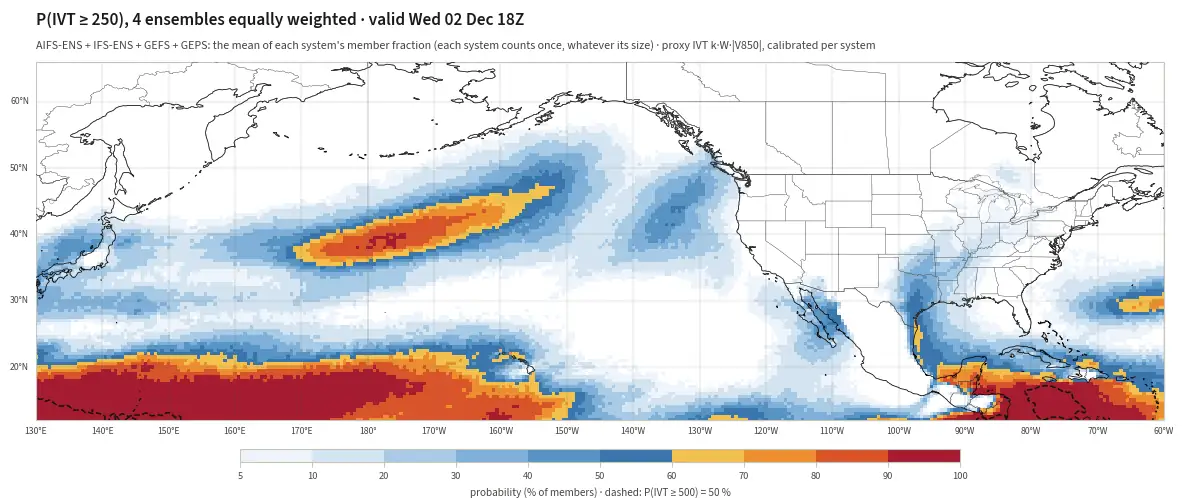 P(IVT ≥ 250), 4 ensembles equally weighted · valid Wed 02 Dec 18Z
AIFS-ENS + IFS-ENS + GEFS + GEPS: the mean of each system's member fraction (each system counts once, whatever its size) · proxy IVT k·W·|V850|, calibrated per system
60°N
50°N
40°N
30°N
20°N
130°E 140°E 150°E 160°E 170°E 180° 170°W 160°W 150°W 140°W 130°W 120°W 110°W 100°W 90°W 80°W 70°W 60°W
5 10 20 30 40 50 60 70 80 90 100
probability (% of members) · dashed: P(IVT ≥ 500) = 50 %